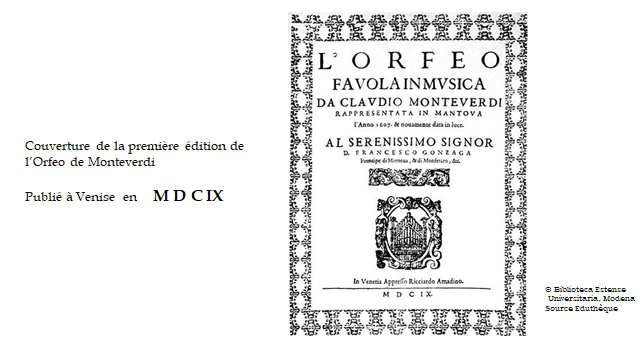 Couverture de la première édition de
l'Orfeo de Monteverdi
Publié à Venise en M D C IX
L'ORFEO
FAVOLA IN MVSICA
DA CLAVDIO MONTEVERDI
RAPPRESENTATA IN MANTOVA
l'Anno 1607. & nouamente data in luce.
AL SERENISSIMO SIGNOR
D. FRANCESCO GONZAGA
Prencipe di Mantoua, & di Monferato, &c.
In Venetia Appresso Ricciardo Amadino.
M D C IX.
© Biblioteca Estense
Universitaria, Modena
Source Eduthèque